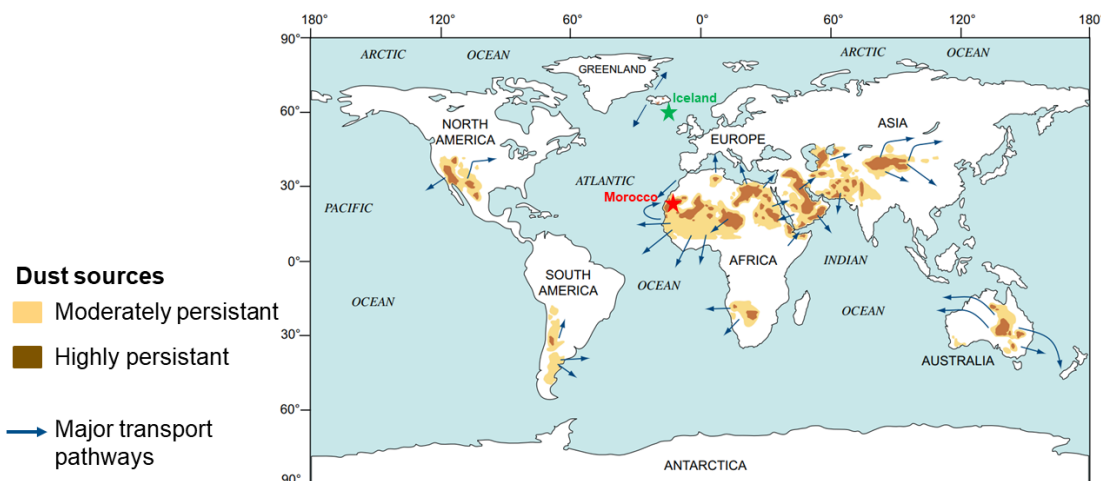 180°
120°
60°
0°
60°
120°
180
90°
ARCTIC OCEAN
ARCTIC OCEAN
GREENLAND
60°
Iceland
NORTH
AMERICA
EUROPE
ASIA
30°
ATLANTIC
Morocco
PACIFIC
0°
AFRICA
INDIAN
SOUTH
AMERICA
OCEAN
OCEAN
OCEAN
30°
AUSTRALIA
60°
ANTARCTICA
90°
Dust sources
Moderately persistant
Highly persistant
Major transport
pathways